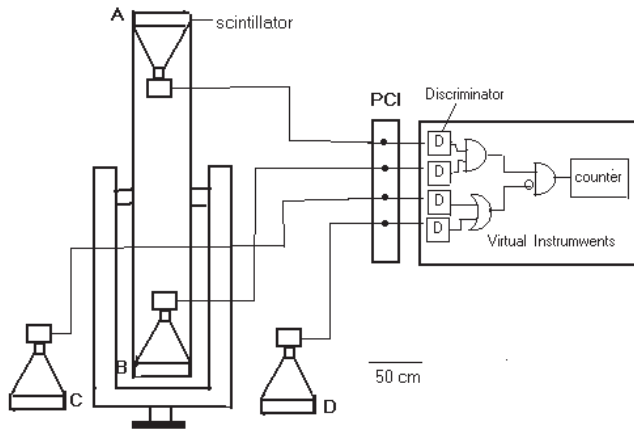 A
scintillator
PCI
Discriminator
D
D
D
D
counter
Virtual Instrumwents
B
C
D
50 cm